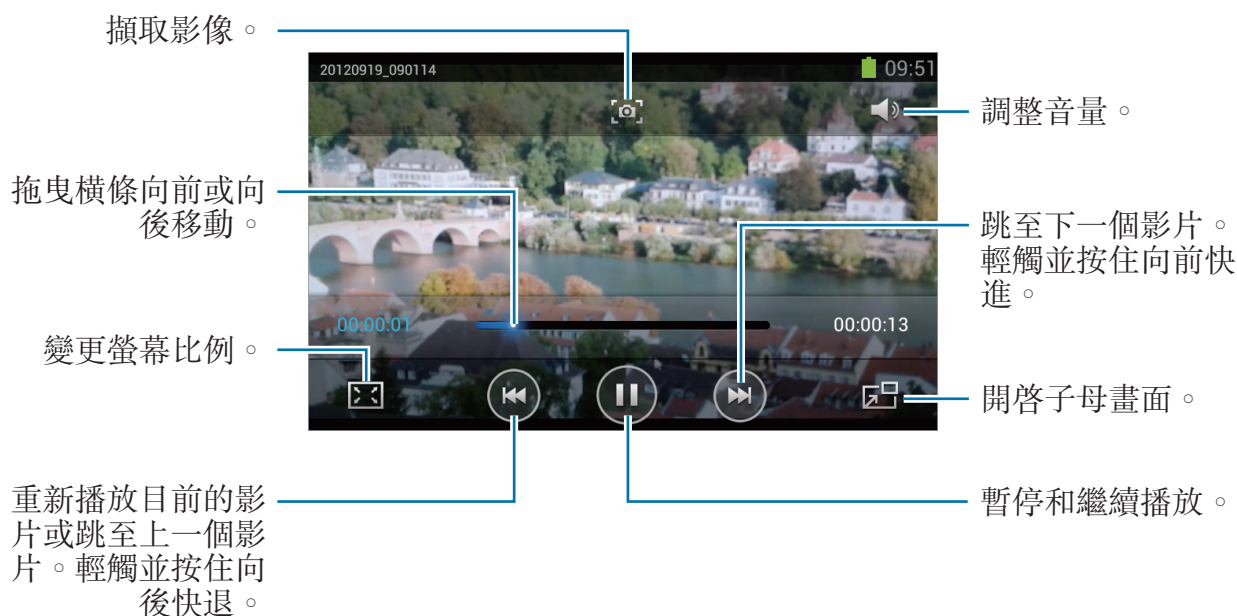 擷取影像。
20120919_090114
09:51
調整音量。
拖曳橫條向前或向
後移動。
跳至下一個影片。
輕觸並按住向前快
進。
00:00:01
00:00:13
變更螢幕比例。
開啓子母畫面。
重新播放目前的影
片或跳至上一個影
片。輕觸並按住向
後快退。
暫停和繼續播放。